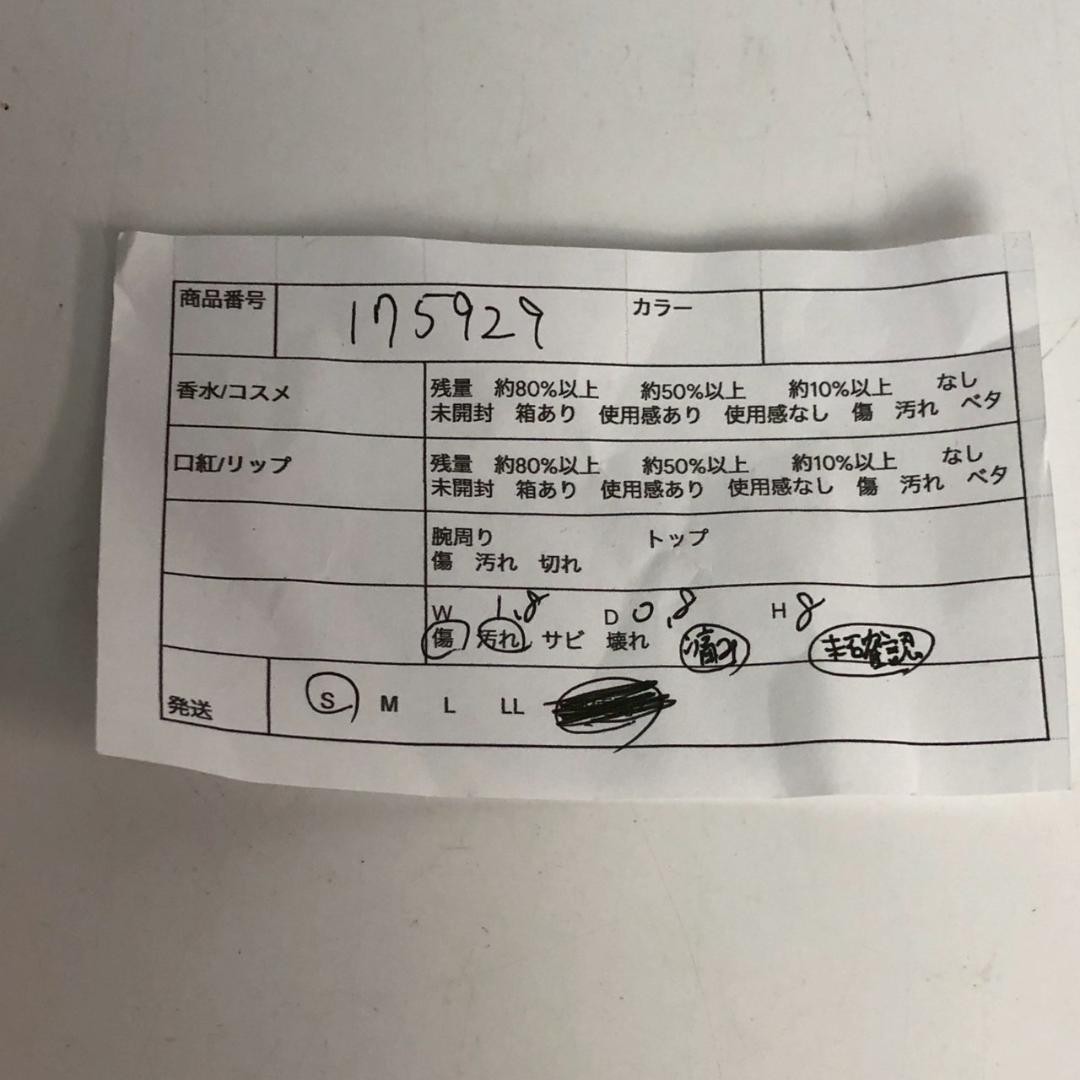 商品番号 175929 カラー
香水/コスメ 残量 約80%以上 約50%以上 約10%以上 なし
未開封 箱あり 使用感あり 使用感なし 傷 汚れ ベタ
口紅/リップ 残量 約80%以上 約50%以上 約10%以上 なし
未開封 箱あり 使用感あり 使用感なし 傷 汚れ ベタ
腕周り トップ
傷 汚れ 切れ
W 1.8 D 0.8 H 8
傷 汚れ サビ 壊れ 痛み 未確認
発送 S M L LL